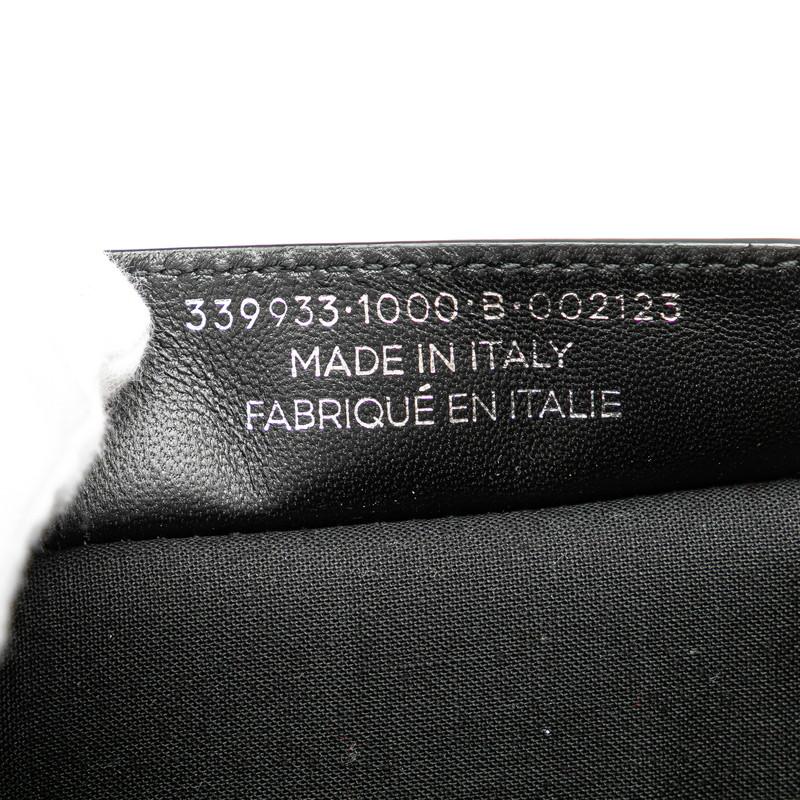 339933·1000·B·002123
MADE IN ITALY
FABRIQUÉ EN ITALIE